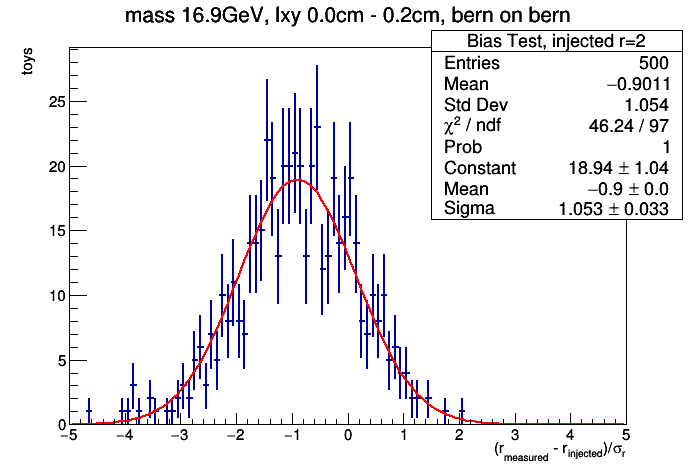 mass 16.9GeV, lxy 0.0cm - 0.2cm, bern on bern
Bias Test, injected r=2
Entries 500
Mean −0.9011
Std Dev 1.054
χ² / ndf 46.24 / 97
Prob 1
Constant 18.94 ± 1.04
Mean −0.9 ± 0.0
Sigma 1.053 ± 0.033
toys
25
20
15
10
5
0
−5 −4 −3 −2 −1 0 1 2 3 4 5
(r_measured - r_injected)/σ_r